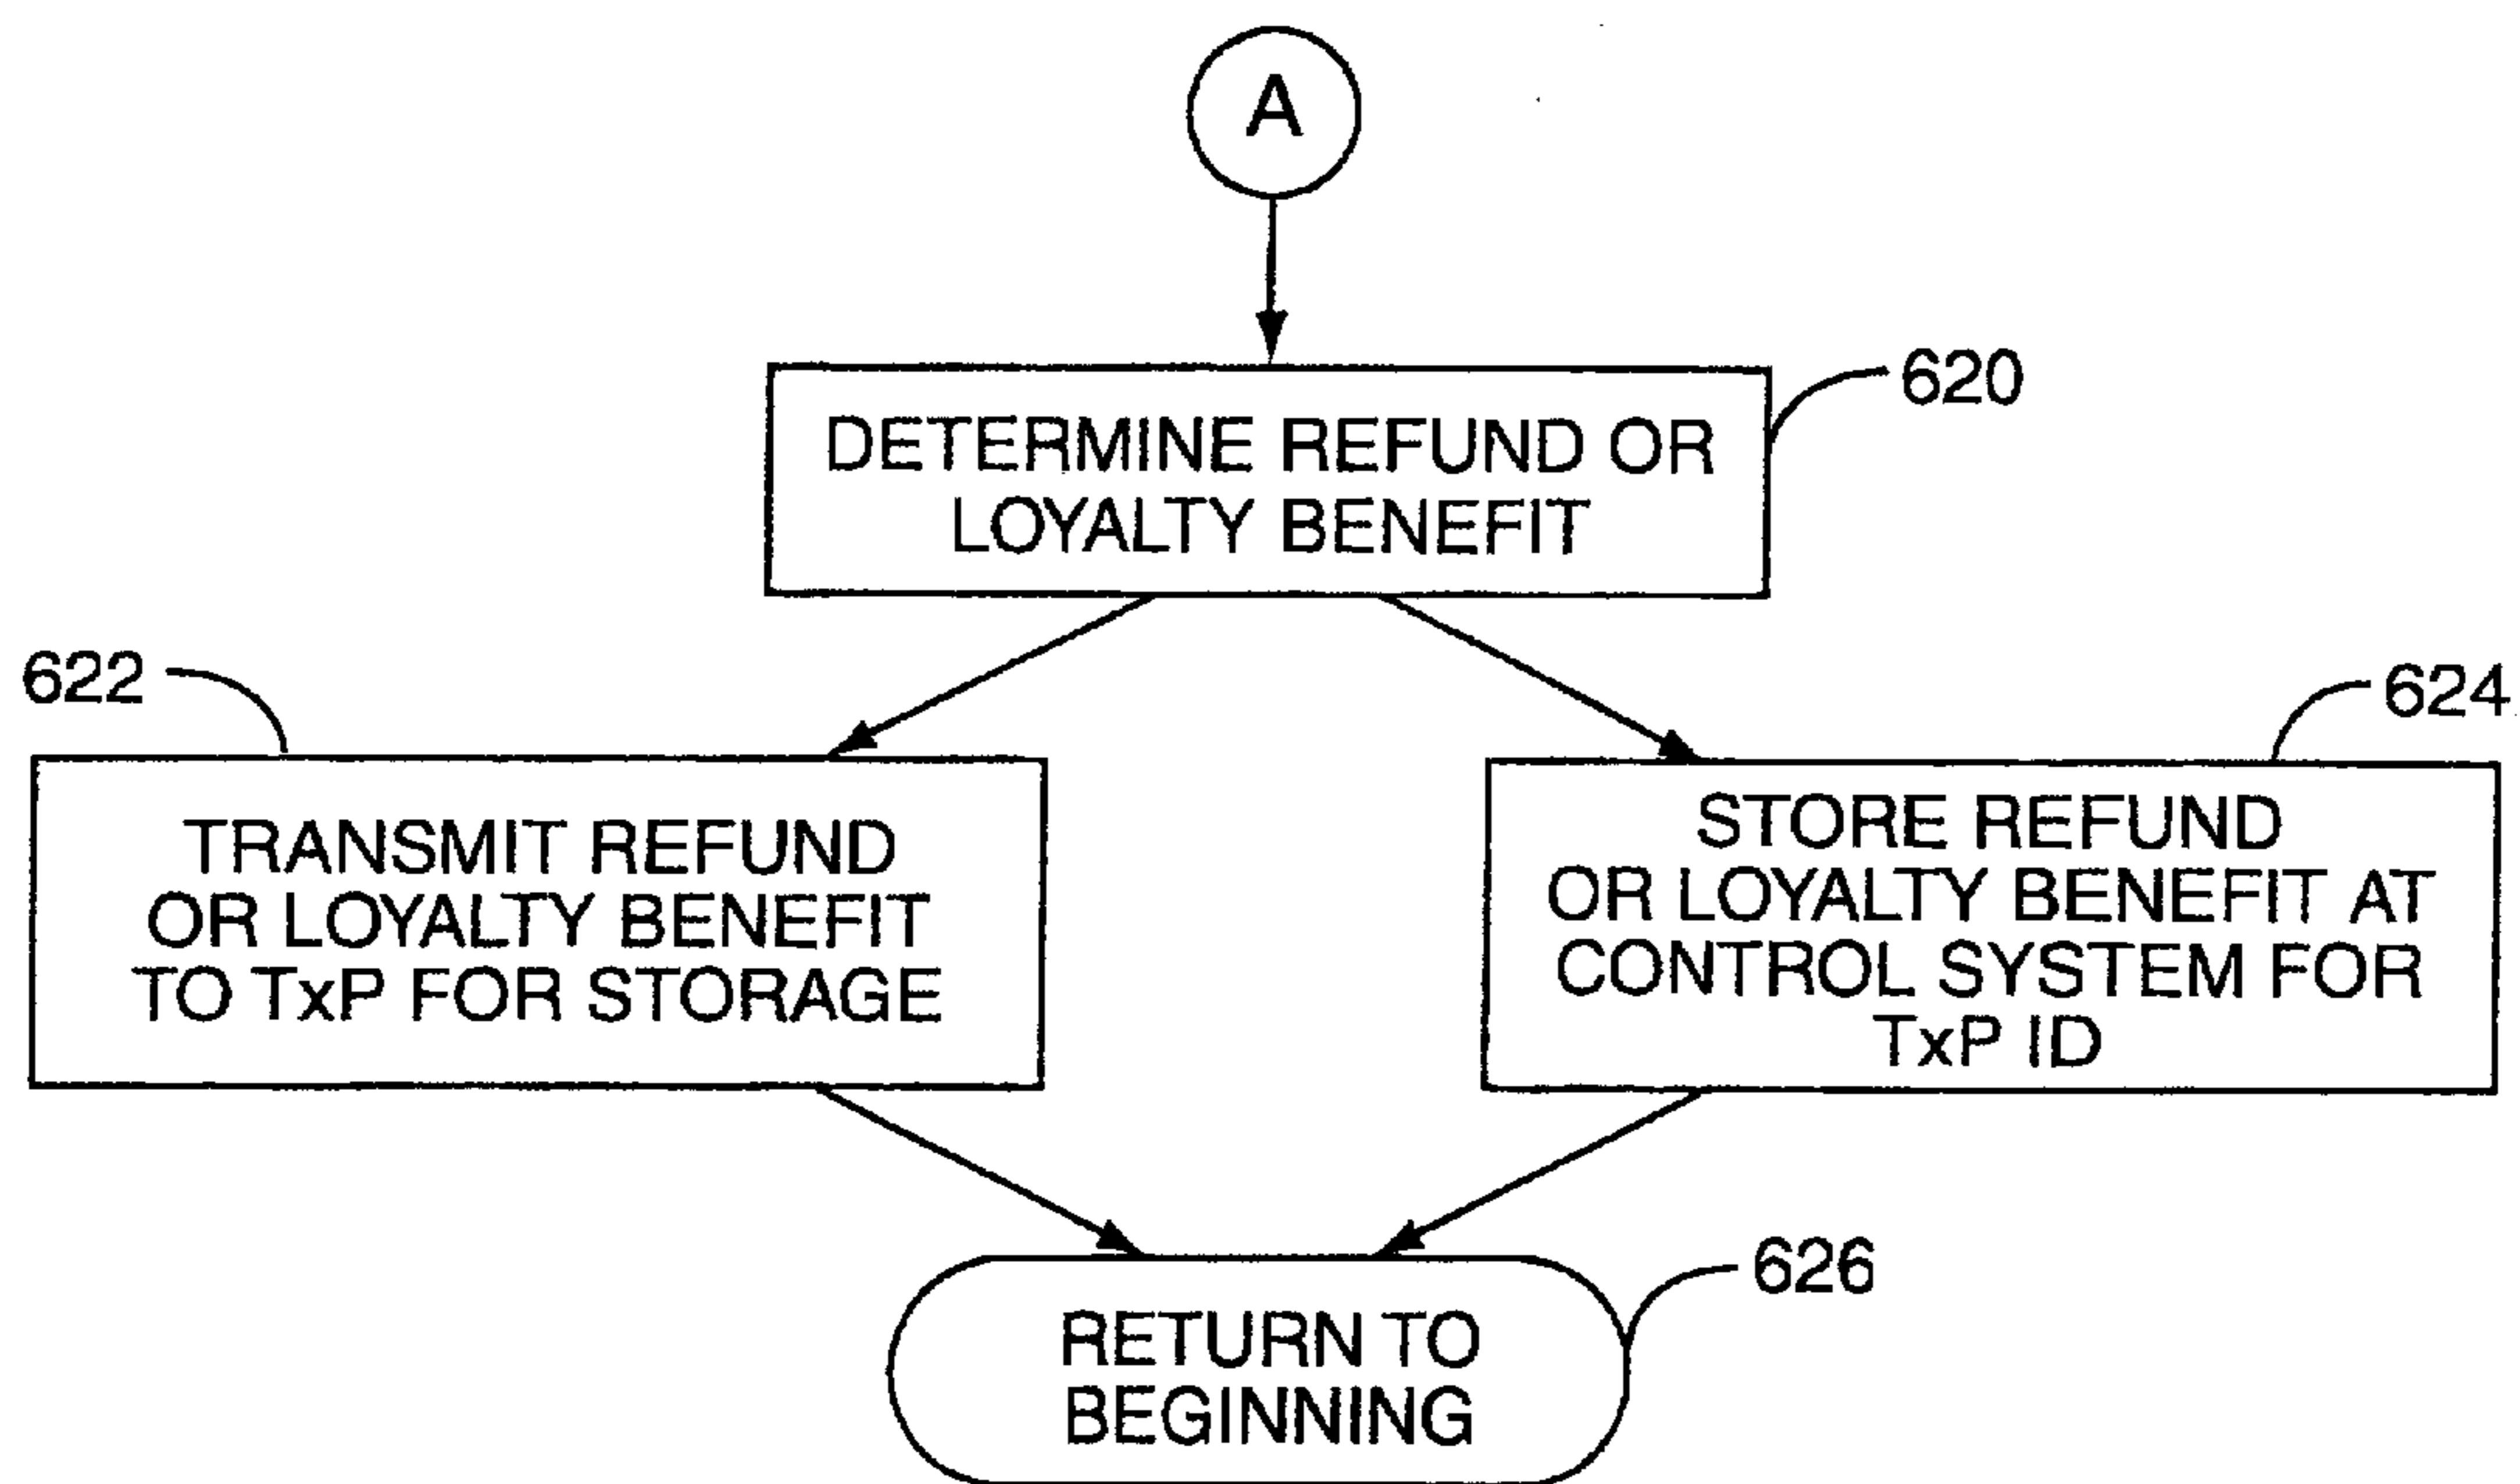 A
620
DETERMINE REFUND OR
LOYALTY BENEFIT
622
624
TRANSMIT REFUND
OR LOYALTY BENEFIT
TO TxP FOR STORAGE
STORE REFUND
OR LOYALTY BENEFIT AT
CONTROL SYSTEM FOR
TxP ID
626
RETURN TO
BEGINNING